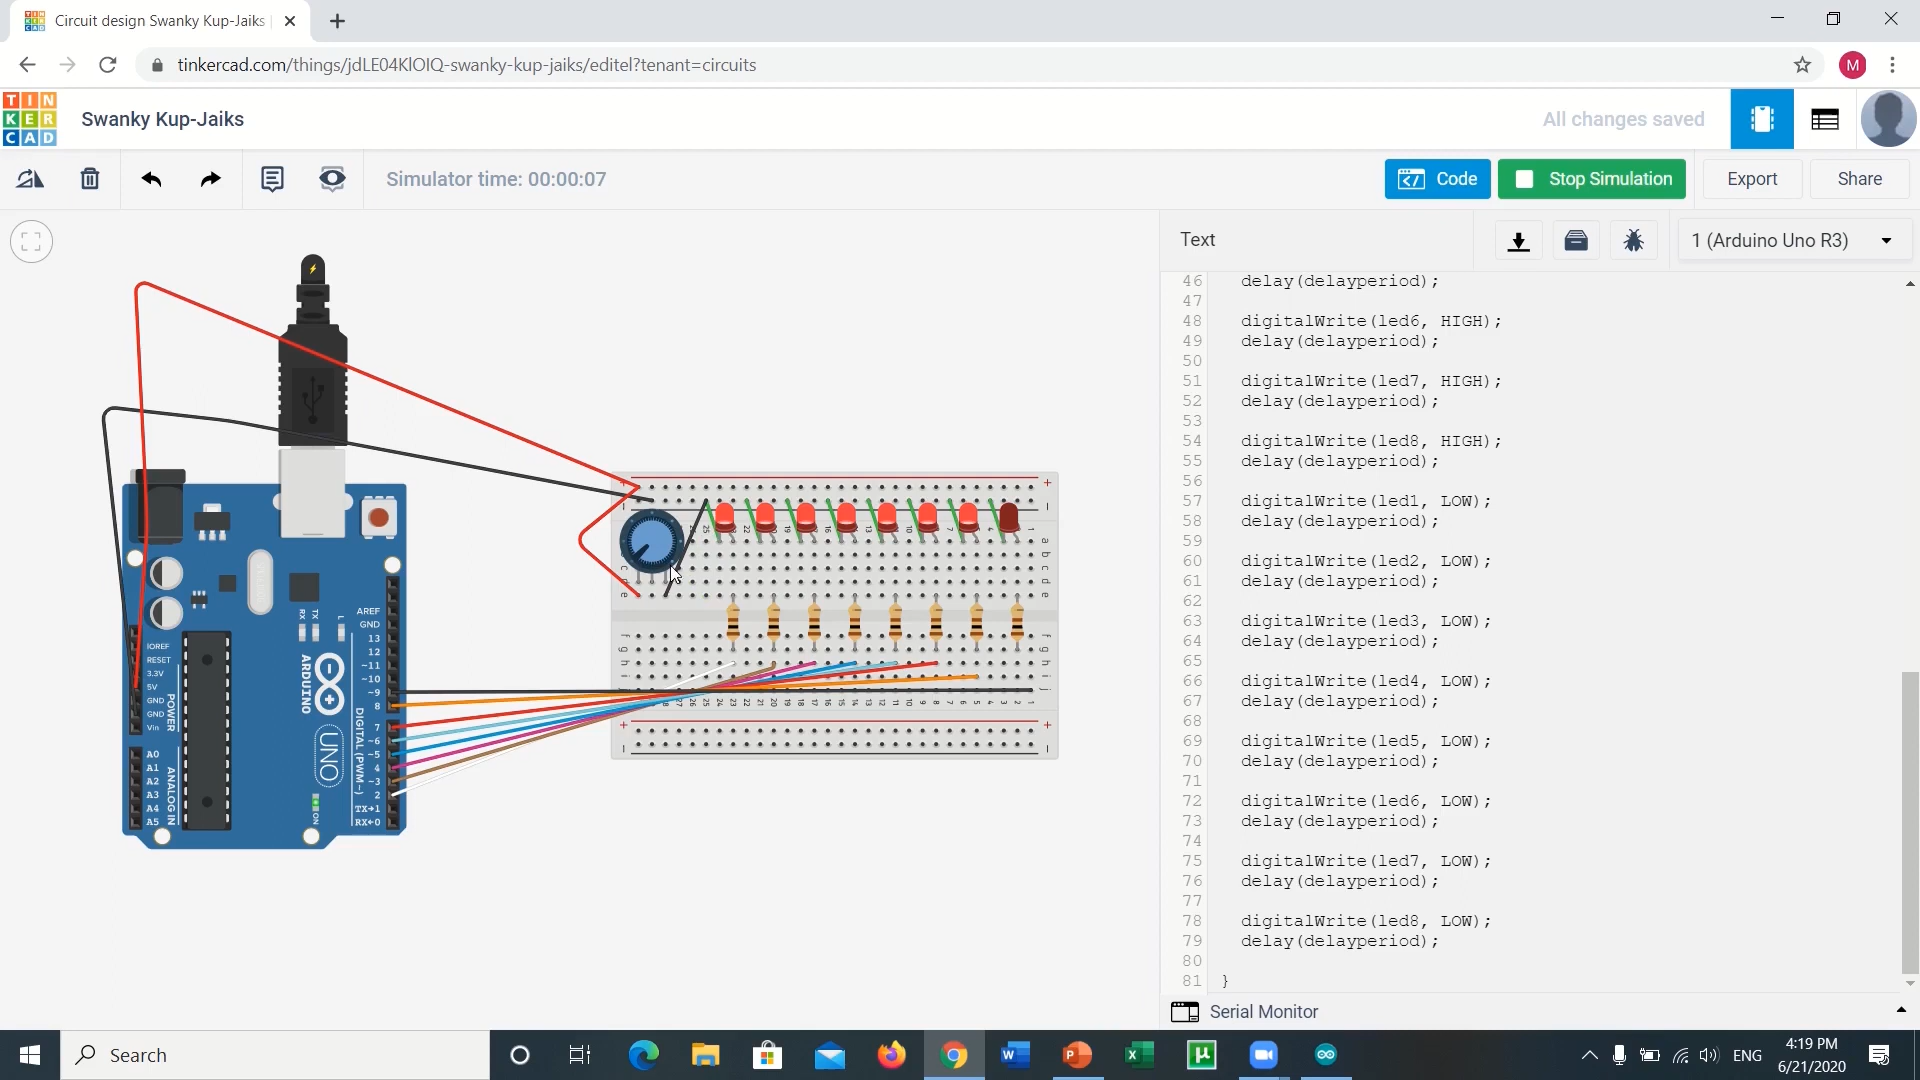 Circuit design Swanky Kup-Jaiks |
tinkercad.com/things/jdLE04KlOIQ-swanky-kup-jaiks/editel?tenant=circuits
M
TIN
KER
CAD
Swanky Kup-Jaiks
All changes saved
Simulator time: 00:00:07
Code
Stop Simulation
Export
Share
Text
1 (Arduino Uno R3)
46 delay(delayperiod);
47
48 digitalWrite(led6, HIGH);
49 delay(delayperiod);
50
51 digitalWrite(led7, HIGH);
52 delay(delayperiod);
53
54 digitalWrite(led8, HIGH);
55 delay(delayperiod);
56
57 digitalWrite(led1, LOW);
58 delay(delayperiod);
59
60 digitalWrite(led2, LOW);
61 delay(delayperiod);
62
63 digitalWrite(led3, LOW);
64 delay(delayperiod);
65
66 digitalWrite(led4, LOW);
67 delay(delayperiod);
68
69 digitalWrite(led5, LOW);
70 delay(delayperiod);
71
72 digitalWrite(led6, LOW);
73 delay(delayperiod);
74
75 digitalWrite(led7, LOW);
76 delay(delayperiod);
77
78 digitalWrite(led8, LOW);
79 delay(delayperiod);
80
81 }
Serial Monitor
IOREF
RESET
3.3V
5V
GND
GND
Vin
POWER
A0
A1
A2
A3
A4
A5
ANALOG IN
RX
TX
L
ARDUINO
UNO
ON
AREF
GND
13
12
~11
~10
~9
8
7
~6
~5
4
~3
2
TX→1
RX←0
DIGITAL (PWM~)
a
b
c
d
e
f
g
h
i
j
Search
ENG
4:19 PM
6/21/2020